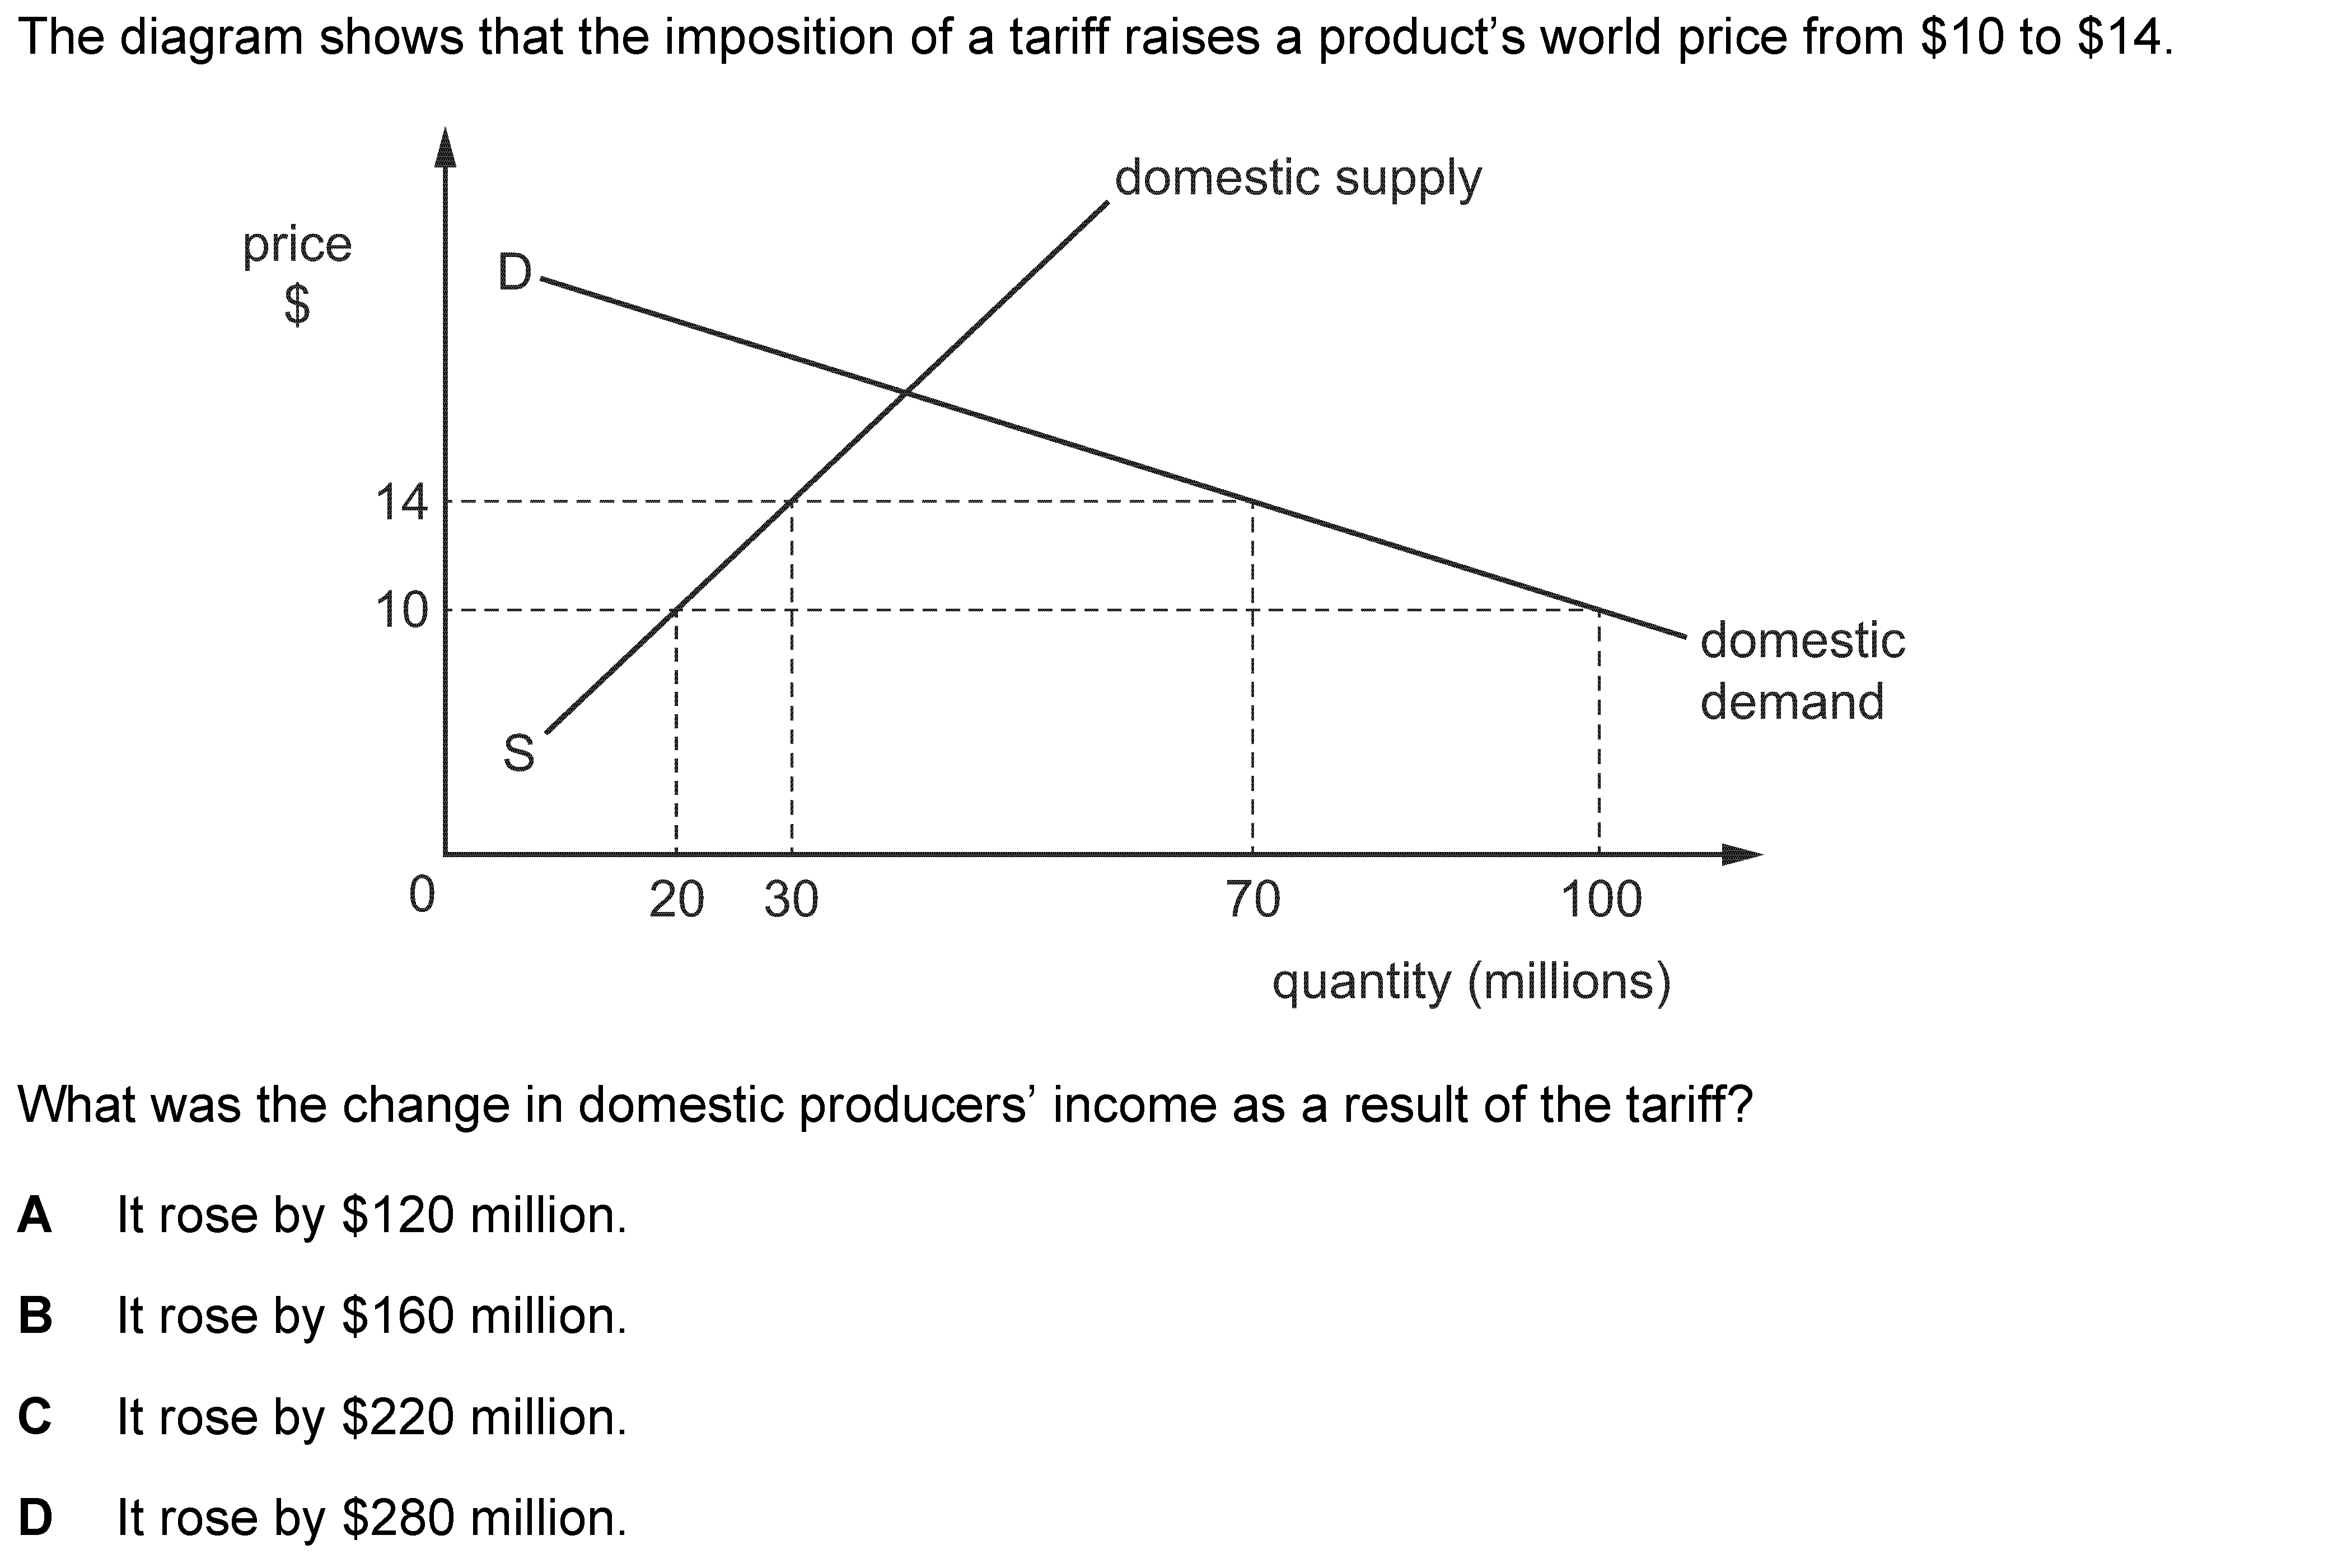 The diagram shows that the imposition of a tariff raises a product’s world price from $10 to $14.
domestic supply
price
$
D
14
10
domestic
demand
S
0
20
30
70
100
quantity (millions)
What was the change in domestic producers’ income as a result of the tariff?
A It rose by $120 million.
B It rose by $160 million.
C It rose by $220 million.
D It rose by $280 million.